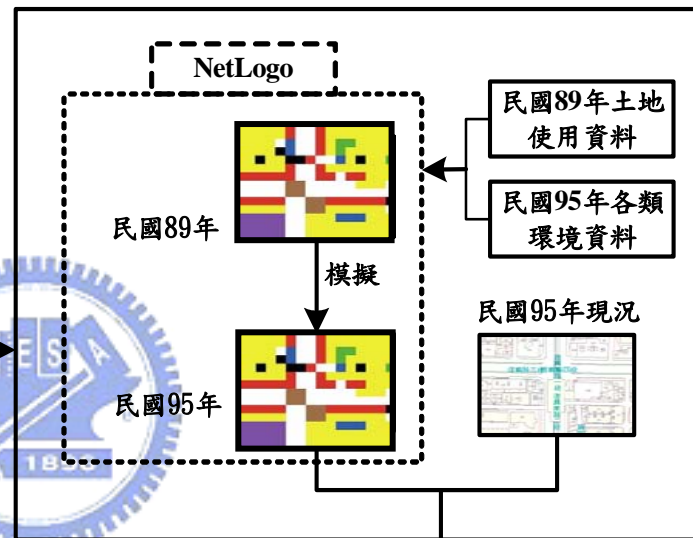 NetLogo
民國89年土地
使用資料
民國95年各類
環境資料
民國89年
模擬
民國95年現況
民國95年
E S A
1896